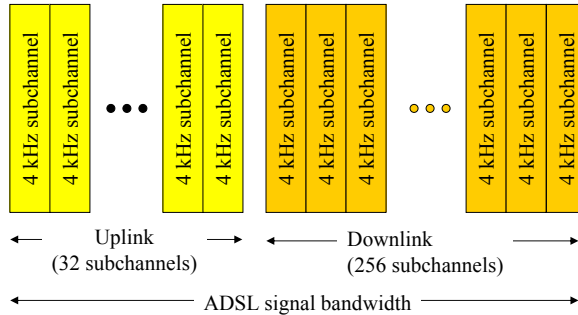 4 kHz subchannel
4 kHz subchannel
4 kHz subchannel
4 kHz subchannel
4 kHz subchannel
4 kHz subchannel
4 kHz subchannel
4 kHz subchannel
4 kHz subchannel
4 kHz subchannel
Uplink
(32 subchannels)
Downlink
(256 subchannels)
ADSL signal bandwidth